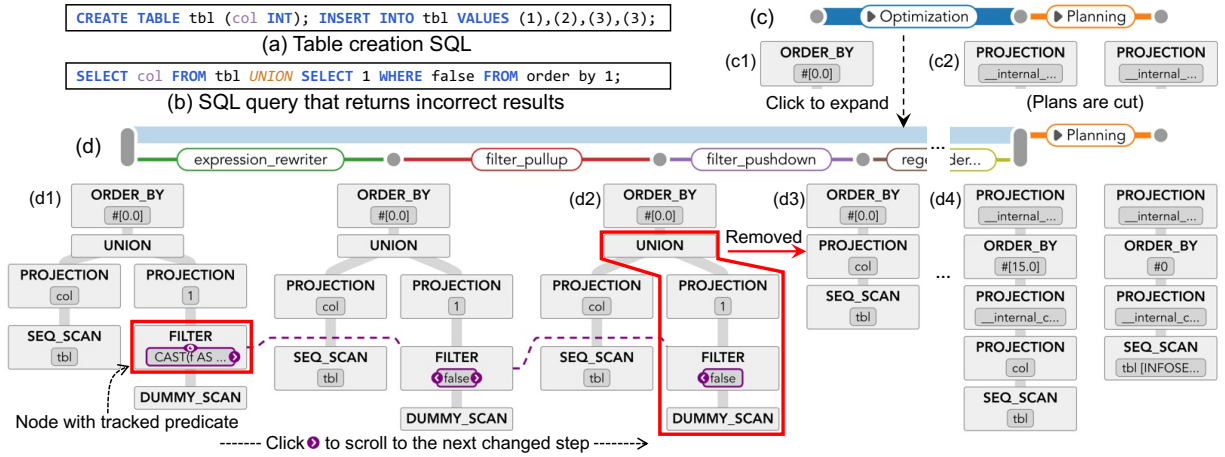 CREATE TABLE tbl (col INT); INSERT INTO tbl VALUES (1),(2),(3),(3);
(a) Table creation SQL
SELECT col FROM tbl UNION SELECT 1 WHERE false FROM order by 1;
(b) SQL query that returns incorrect results
(c)
Optimization
Planning
(c1)
ORDER_BY
#[0.0]
(c2)
PROJECTION
__internal_...
PROJECTION
__internal_...
Click to expand
(Plans are cut)
(d)
expression_rewriter
filter_pullup
filter_pushdown
...
Planning
(d1)
ORDER_BY
#[0.0]
UNION
PROJECTION
col
PROJECTION
1
SEQ_SCAN
tbl
FILTER
CAST(f AS ...
DUMMY_SCAN
Node with tracked predicate
ORDER_BY
#[0.0]
UNION
PROJECTION
col
PROJECTION
1
SEQ_SCAN
tbl
FILTER
false
DUMMY_SCAN
(d2)
ORDER_BY
#[0.0]
UNION
PROJECTION
col
PROJECTION
1
SEQ_SCAN
tbl
FILTER
false
DUMMY_SCAN
Removed
(d3)
ORDER_BY
#[0.0]
PROJECTION
col
SEQ_SCAN
tbl
...
(d4)
PROJECTION
__internal_...
ORDER_BY
#[15.0]
PROJECTION
__internal_c...
PROJECTION
col
SEQ_SCAN
tbl
PROJECTION
__internal_...
ORDER_BY
#0
PROJECTION
__internal_c...
SEQ_SCAN
tbl [INFOSE...
Click to scroll to the next changed step